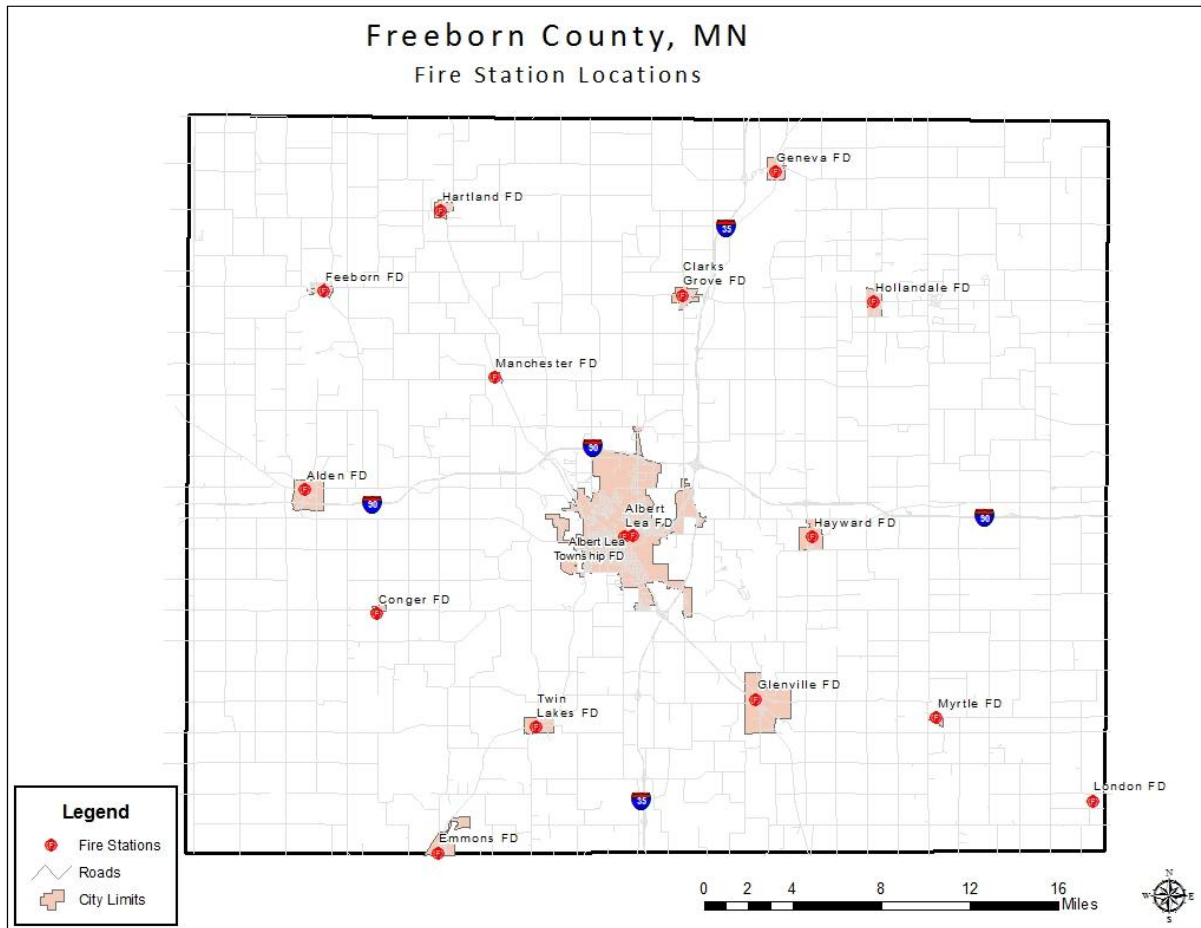 Freeborn County, MN
Fire Station Locations
Geneva FD
Hartland FD
35
Feeborn FD
Clarks
Grove FD
Hollandale FD
Manchester FD
90
Alden FD
90
Albert
Lea FD
Hayward FD
90
Albert Lea
Township FD
Conger FD
Glenville FD
Twin
Lakes FD
Myrtle FD
London FD
35
Emmons FD
Legend
F Fire Stations
Roads
City Limits
0 2 4 8 12 16
Miles
N
W E
S